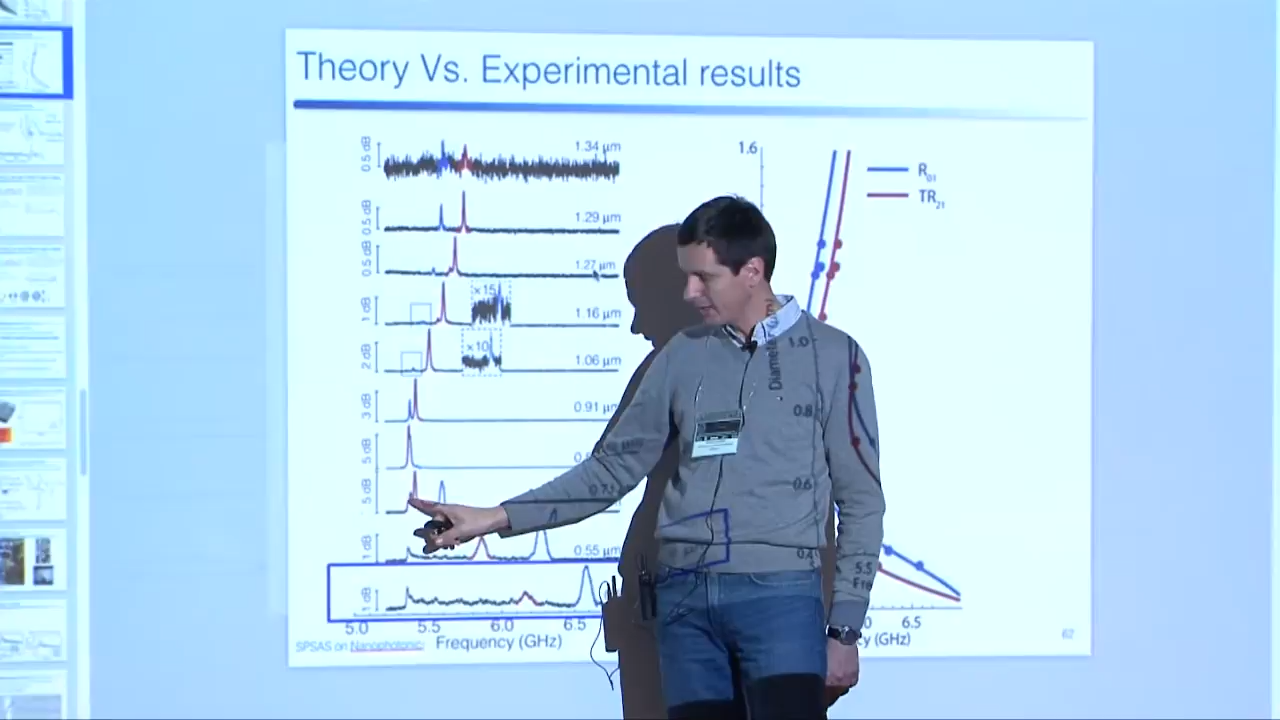 Theory Vs. Experimental results
0.5 dB
1.34 μm
0.5 dB
1.29 μm
0.5 dB
1.27 μm
1 dB
×15
1.16 μm
2 dB
×10
1.06 μm
3 dB
0.91 μm
5 dB
5 dB
1 dB
0.55 μm
1 dB
5.0
5.5
6.0
6.5
Frequency (GHz)
1.6
R01
TR21
1.0
0.8
0.6
0.4
5.5
6.5
SPSAS on Nanophotonic:
62